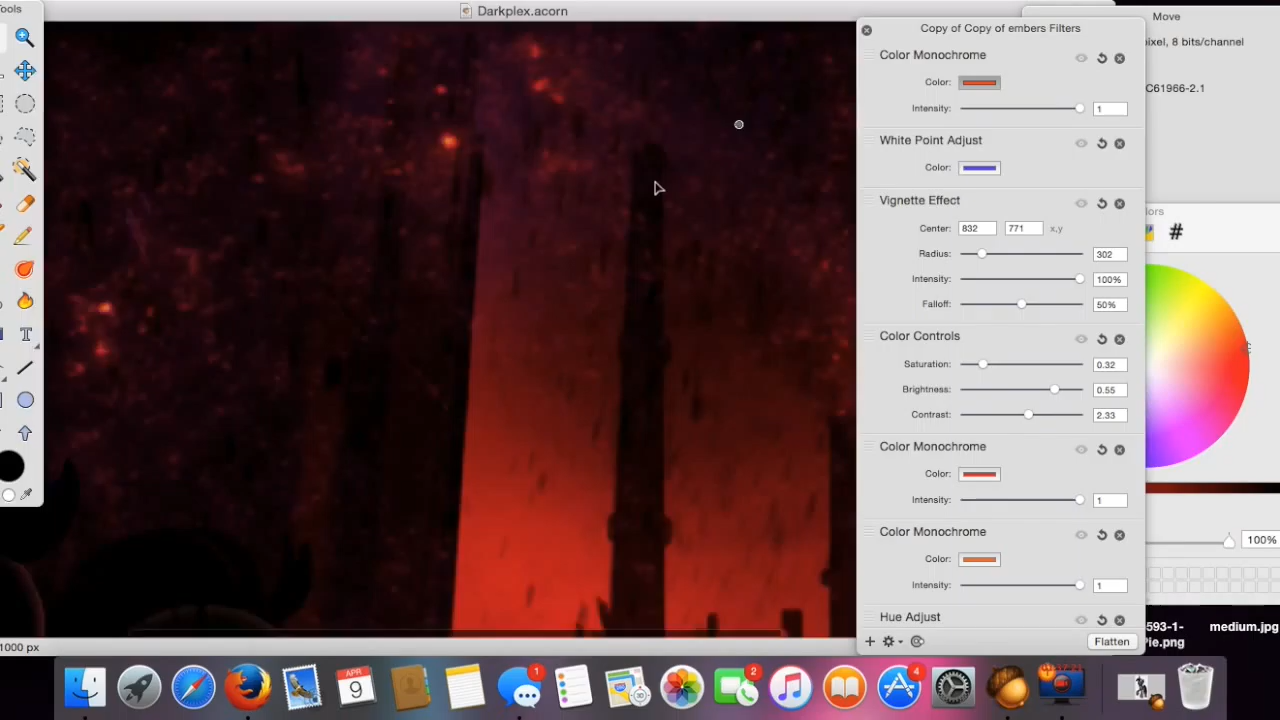 Tools
Darkplex.acorn
Copy of Copy of embers Filters
Move
ixel, 8 bits/channel
C61966-2.1
Color Monochrome
Color:
Intensity: 1
White Point Adjust
Color:
Vignette Effect
Center: 832 771 x,y
Radius: 302
Intensity: 100%
Falloff: 50%
Color Controls
Saturation: 0.32
Brightness: 0.55
Contrast: 2.33
Color Monochrome
Color:
Intensity: 1
Color Monochrome
Color:
Intensity: 1
Hue Adjust
Flatten
lors
#
T
100%
593-1-
Pie.png
medium.jpg
1000 px
APR
9
1
2
4